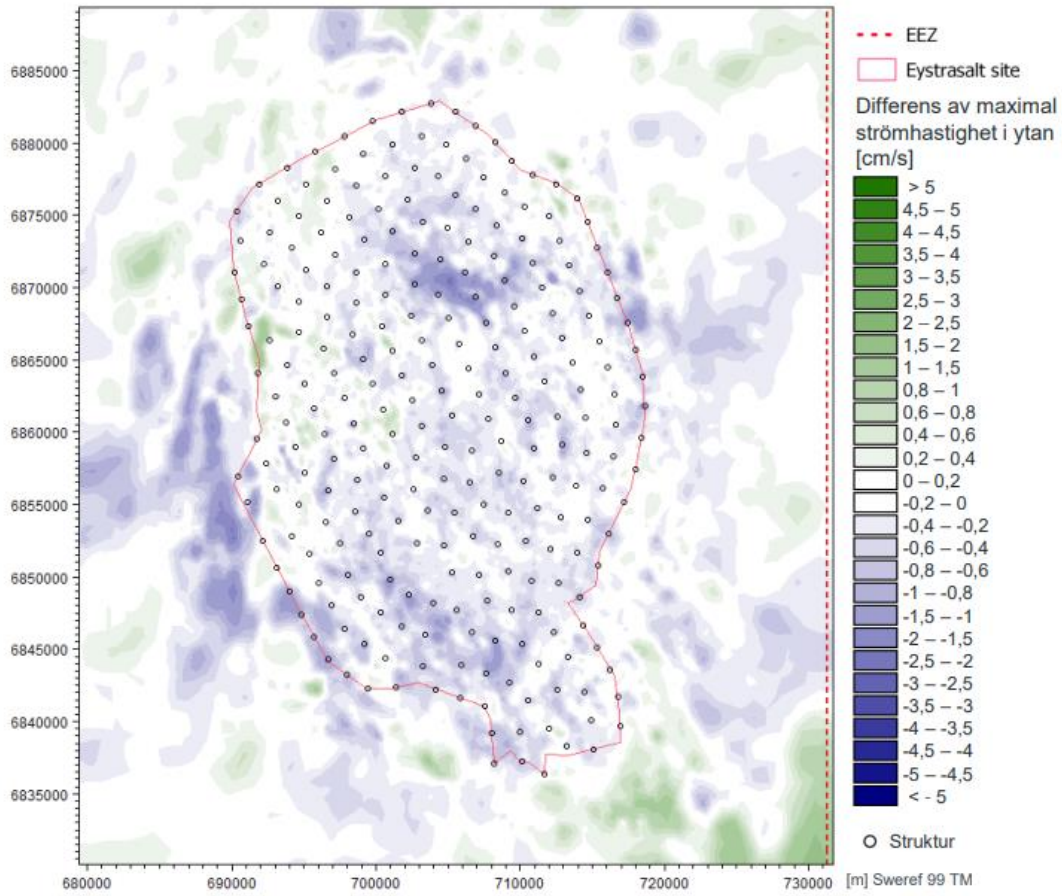 6885000
6880000
6875000
6870000
6865000
6860000
6855000
6850000
6845000
6840000
6835000
680000 690000 700000 710000 720000 730000
EEZ
Eystrasalt site
Differens av maximal
strömhastighet i ytan
[cm/s]
> 5
4,5 – 5
4 – 4,5
3,5 – 4
3 – 3,5
2,5 – 3
2 – 2,5
1,5 – 2
1 – 1,5
0,8 – 1
0,6 – 0,8
0,4 – 0,6
0,2 – 0,4
0 – 0,2
-0,2 – 0
-0,4 – -0,2
-0,6 – -0,4
-0,8 – -0,6
-1 – -0,8
-1,5 – -1
-2 – -1,5
-2,5 – -2
-3 – -2,5
-3,5 – -3
-4 – -3,5
-4,5 – -4
-5 – -4,5
< - 5
Struktur
[m] Sweref 99 TM